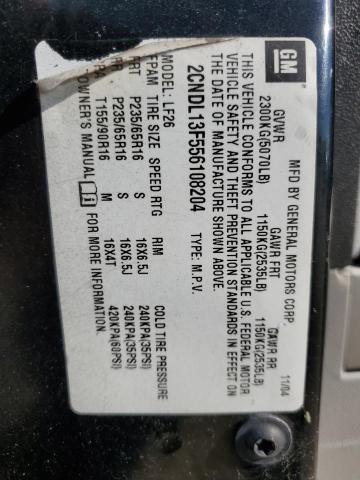 GM
MFD BY GENERAL MOTORS CORP. 11/04
GVWR GAWR FRT GAWR RR
2300KG(5070LB) 1150KG(2535LB) 1150KG(2535LB)
THIS VEHICLE CONFORMS TO ALL APPLICABLE U.S. FEDERAL MOTOR
VEHICLE SAFETY AND THEFT PREVENTION STANDARDS IN EFFECT ON
THE DATE OF MANUFACTURE SHOWN ABOVE.
2CNDL13F556108204 TYPE: M.P.V.
MODEL: LF26
TPAM TIRE SIZE SPEED RTG RIM COLD TIRE PRESSURE
FRT P235/65R16 S 16X6.5J 240KPA(35PSI)
RR P235/65R16 S 16X6.5J 240KPA(35PSI)
SPA T155/90R16 M 16X4T 420KPA(60PSI)
OWNER'S MANUAL FOR MORE INFORMATION